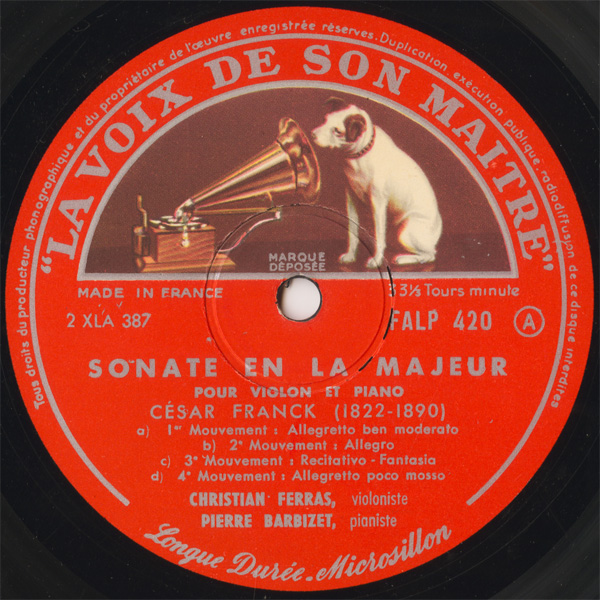 Tous droits du producteur phonographique et du propriétaire de l'œuvre enregistrée réservés. Duplication exécution publique, radiodiffusion de ce disque interdites
"LA VOIX DE SON MAITRE"
MARQUE
DÉPOSÉE
MADE IN FRANCE
33⅓ Tours minute
2 XLA 387
FALP 420 A
SONATE EN LA MAJEUR
POUR VIOLON ET PIANO
CÉSAR FRANCK (1822-1890)
a) 1er Mouvement : Allegretto ben moderato
b) 2e Mouvement : Allegro
c) 3e Mouvement : Recitativo - Fantasia
d) 4e Mouvement : Allegretto poco mosso
CHRISTIAN FERRAS, violoniste
PIERRE BARBIZET, pianiste
Longue Durée - Microsillon